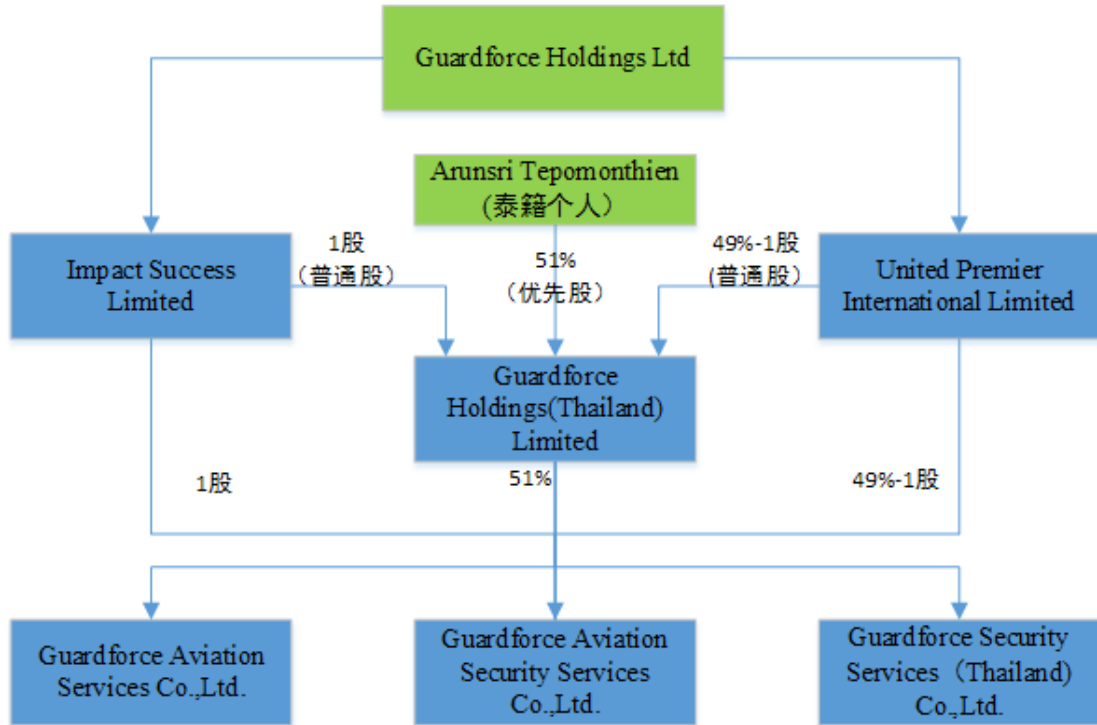 Guardforce Holdings Ltd
Arunsri Tepomonthien
(泰籍个人）
Impact Success
Limited
1股
（普通股）
51%
（优先股）
49%-1股
(普通股）
United Premier
International Limited
Guardforce
Holdings(Thailand)
Limited
1股
51%
49%-1股
Guardforce Aviation
Services Co.,Ltd.
Guardforce Aviation
Security Services
Co.,Ltd.
Guardforce Security
Services（Thailand)
Co.,Ltd.